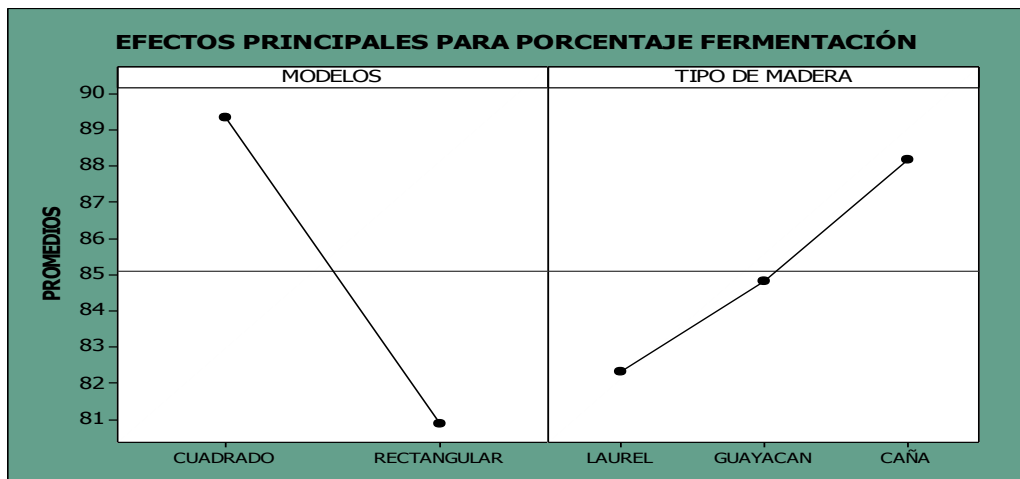 EFECTOS PRINCIPALES PARA PORCENTAJE FERMENTACIÓN
MODELOS
TIPO DE MADERA
PROMEDIOS
90
89
88
87
86
85
84
83
82
81
CUADRADO
RECTANGULAR
LAUREL
GUAYACAN
CAÑA